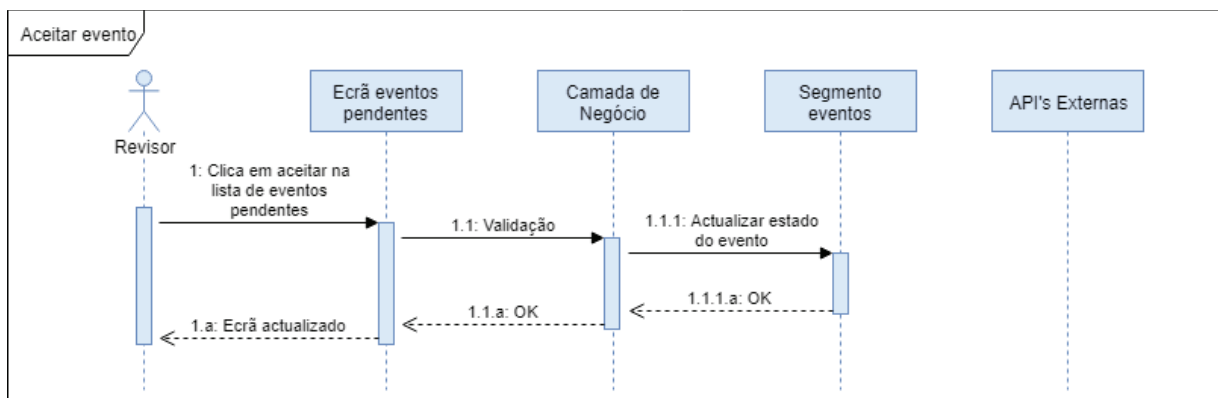 Aceitar evento
Ecrã eventos
pendentes
Camada de
Negócio
Segmento
eventos
API's Externas
Revisor
1: Clica em aceitar na
lista de eventos
pendentes
1.1: Validação
1.1.1: Actualizar estado
do evento
1.1.1.a: OK
1.1.a: OK
1.a: Ecrã actualizado